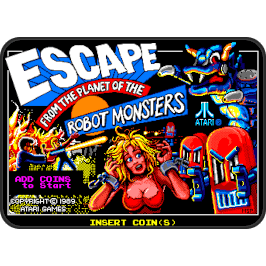 ESCAPE
FROM THE PLANET OF THE
ROBOT MONSTERS
ATARI®
ADD COINS
to Start
COPYRIGHT © 1989
ATARI GAMES
INSERT COIN(S)